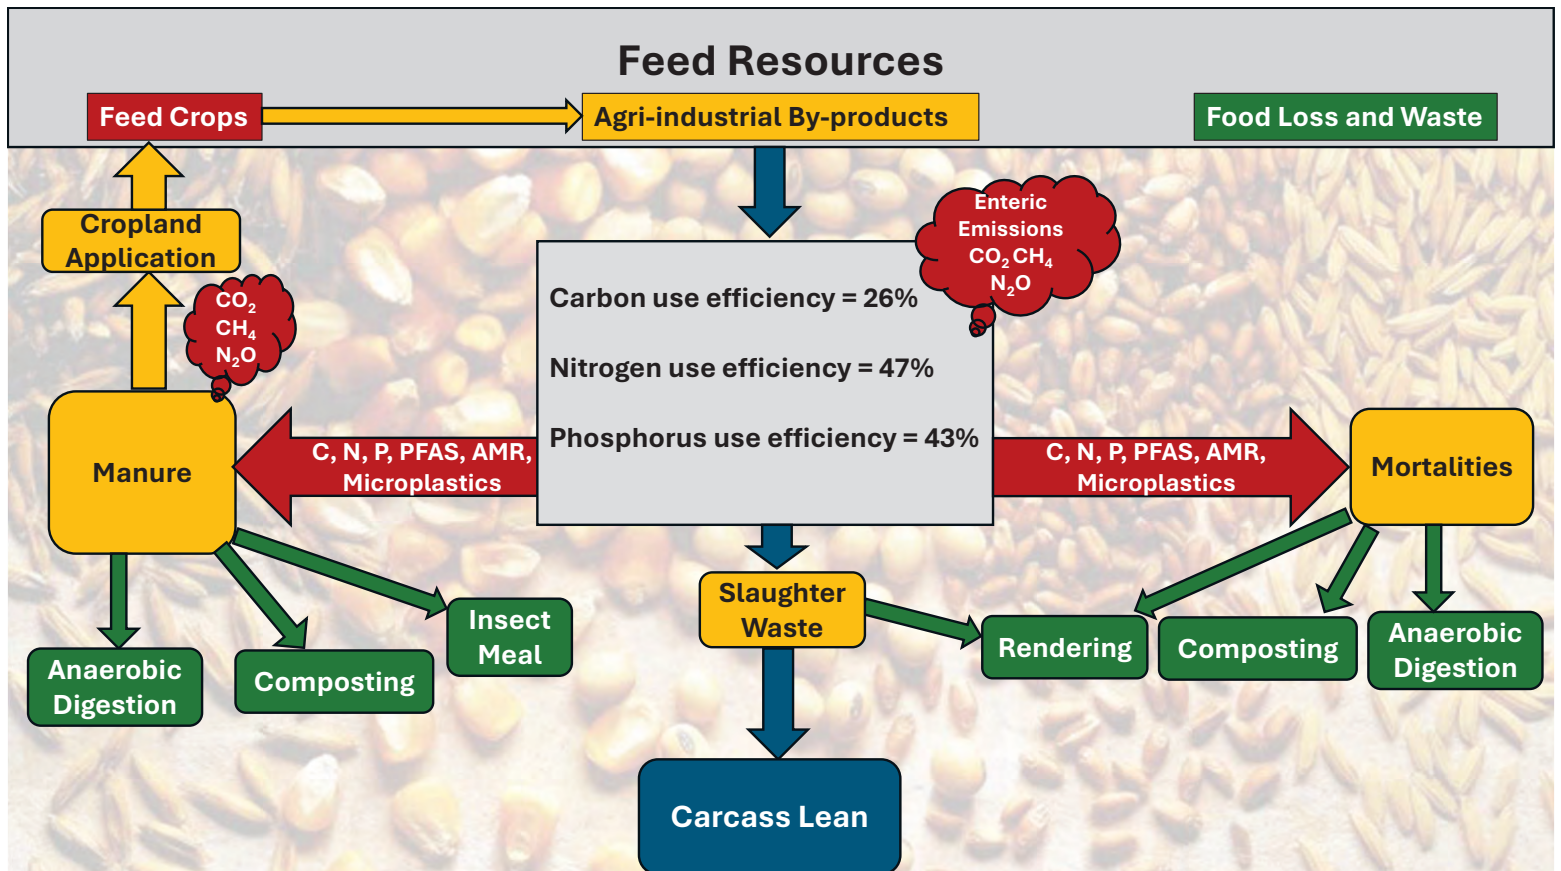 Feed Resources
Feed Crops
Agri-industrial By-products
Food Loss and Waste
Cropland
Application
CO₂
CH₄
N₂O
Enteric
Emissions
CO₂ CH₄
N₂O
Carbon use efficiency = 26%
Nitrogen use efficiency = 47%
Phosphorus use efficiency = 43%
Manure
C, N, P, PFAS, AMR,
Microplastics
C, N, P, PFAS, AMR,
Microplastics
Mortalities
Anaerobic
Digestion
Composting
Insect
Meal
Slaughter
Waste
Rendering
Composting
Anaerobic
Digestion
Carcass Lean